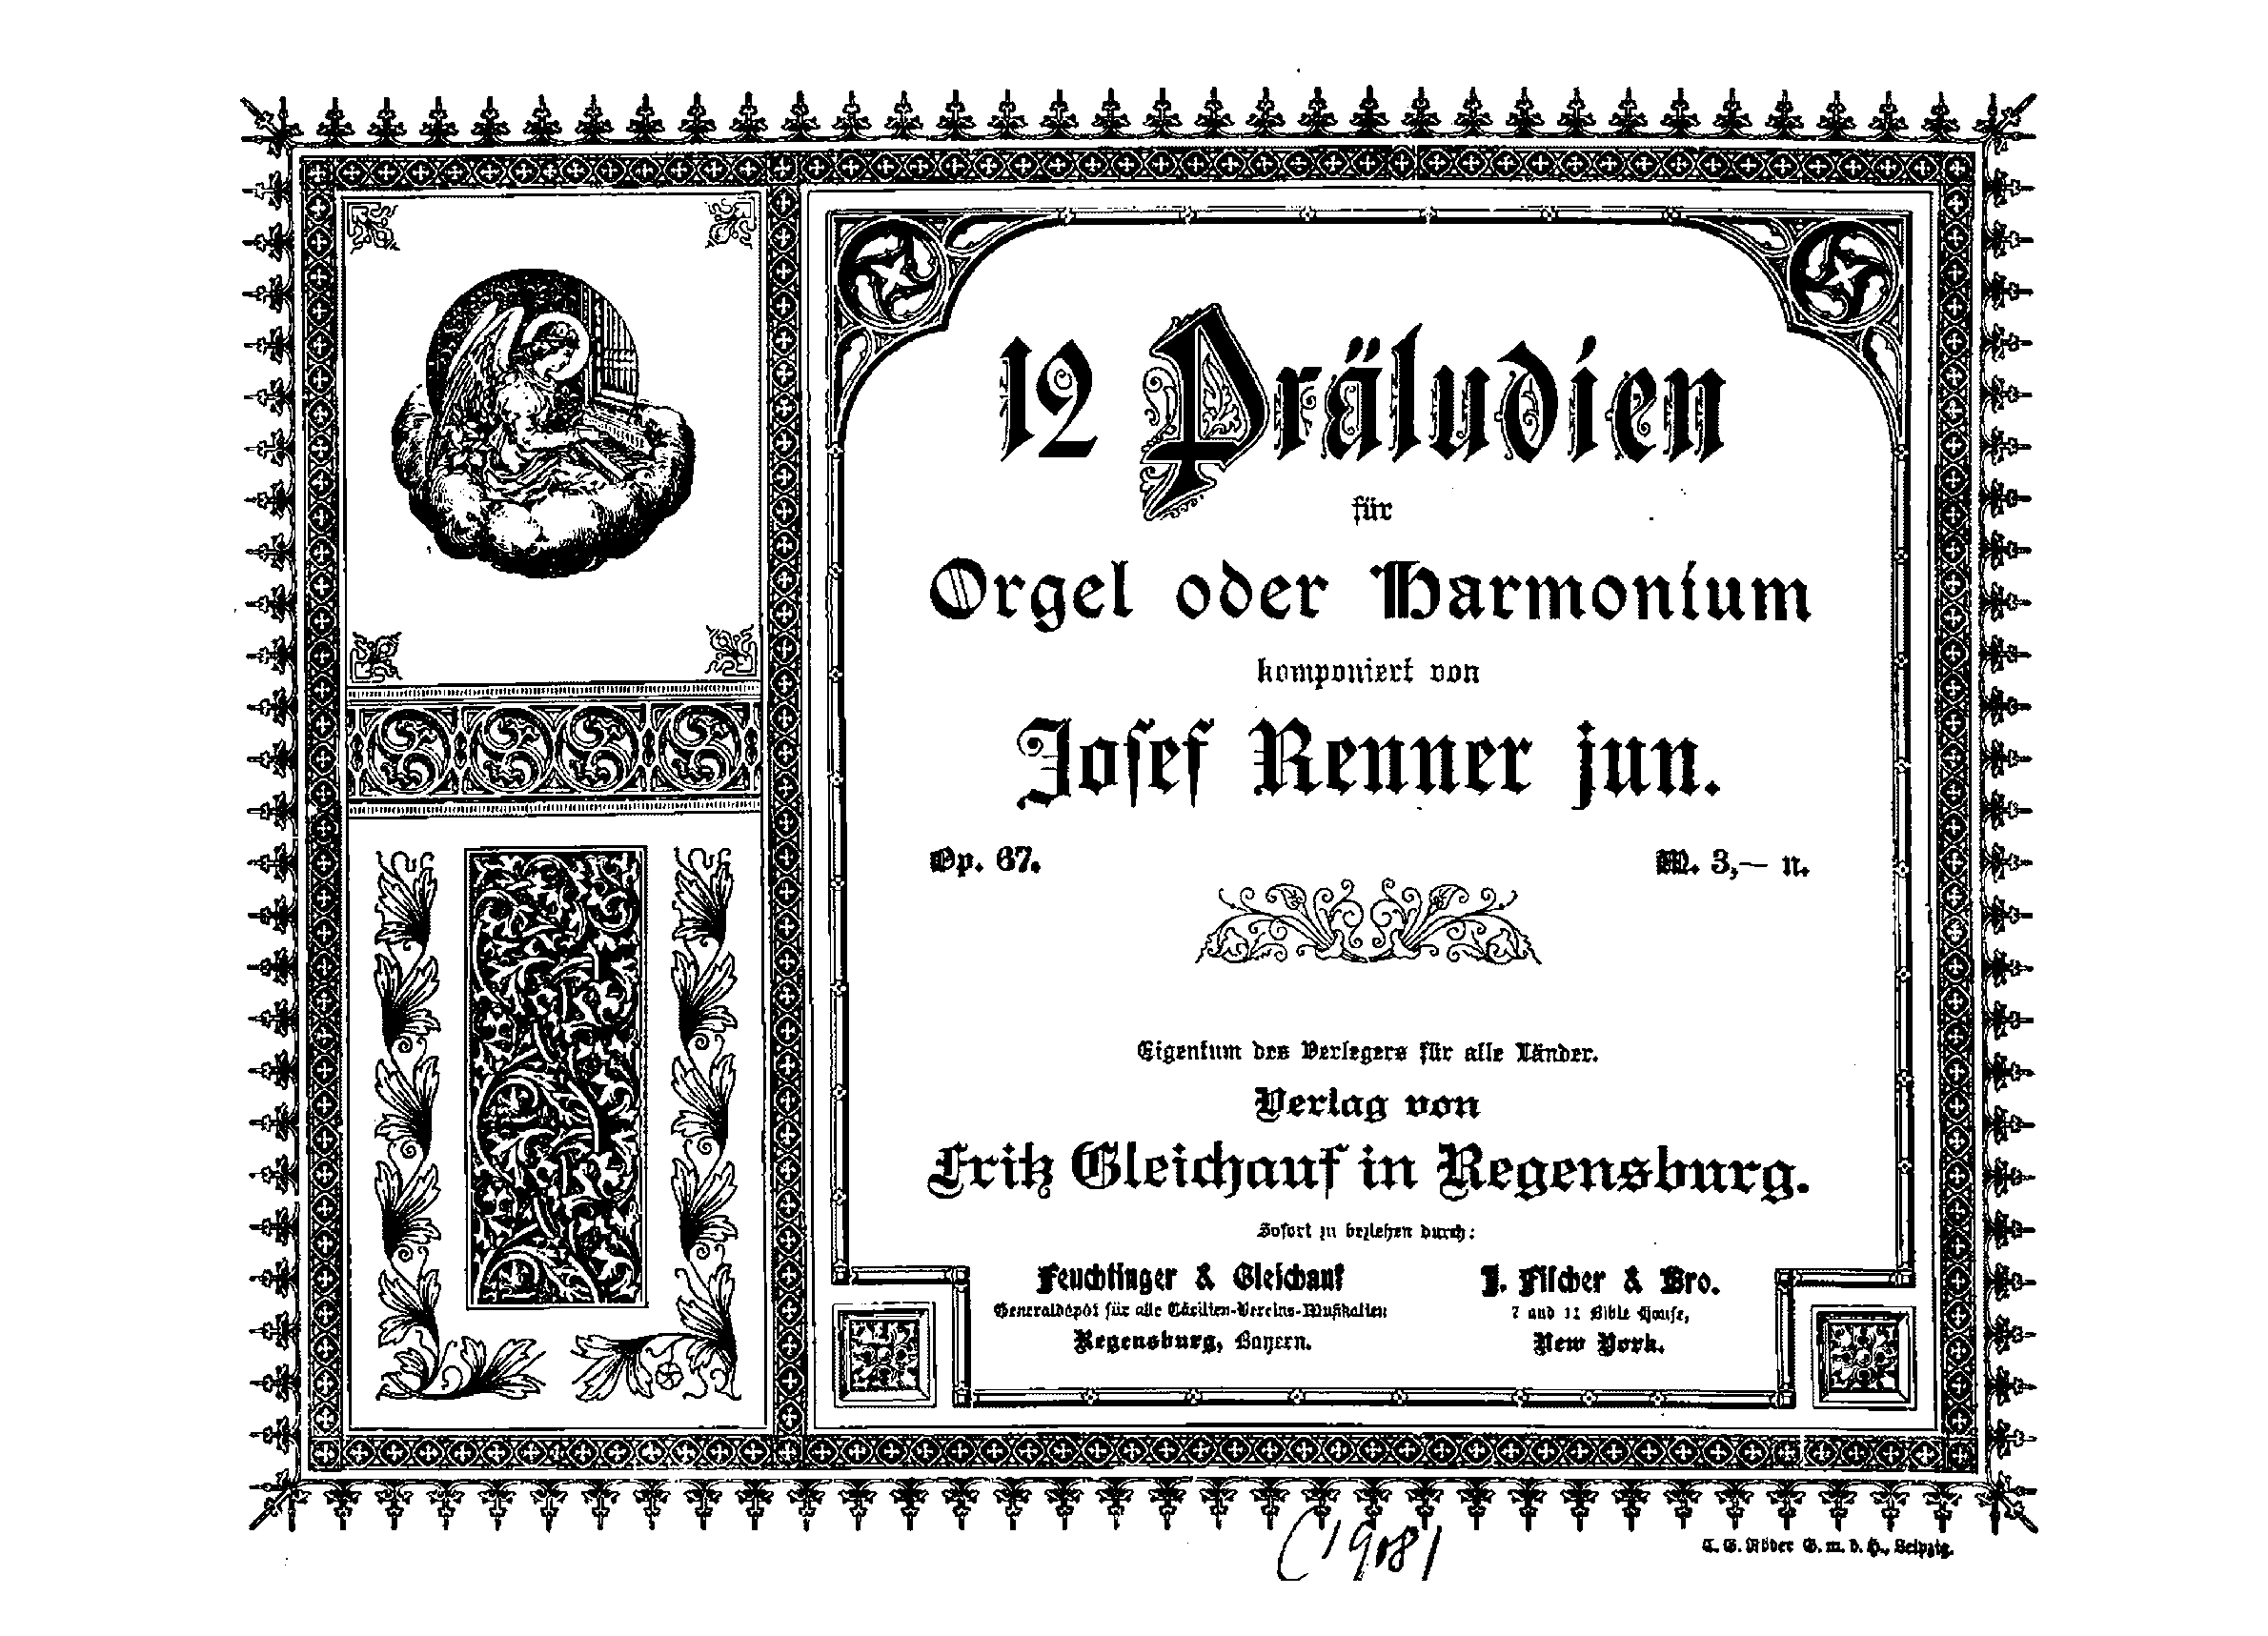 12 Präludien
für
Orgel oder Harmonium
komponiert von
Josef Renner jun.
Op. 67.
M. 3,— n.
Eigentum des Verlegers für alle Länder.
Verlag von
Fritz Gleichauf in Regensburg.
Sofort zu beziehen durch:
Feuchtinger & Gleichauf
Generaldépôt für alle Cäcilien-Vereins-Musikalien
Regensburg, Bayern.
J. Fischer & Bro.
7 and 11 Bible House,
New York.
C. G. Röder G. m. b. H., Leipzig.